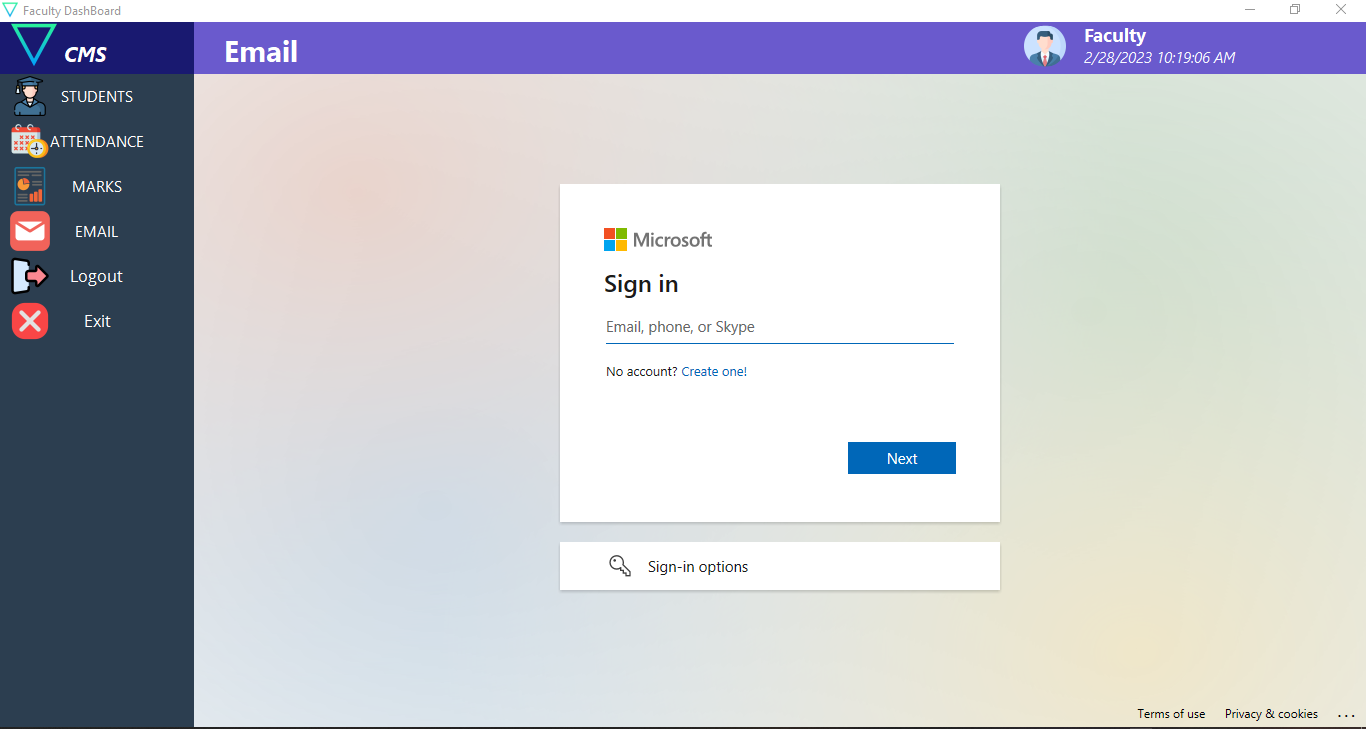 Faculty DashBoard
CMS
Email
Faculty
2/28/2023 10:19:06 AM
STUDENTS
ATTENDANCE
MARKS
EMAIL
Logout
Exit
Microsoft
Sign in
Email, phone, or Skype
No account? Create one!
Next
Sign-in options
Terms of use Privacy & cookies ...